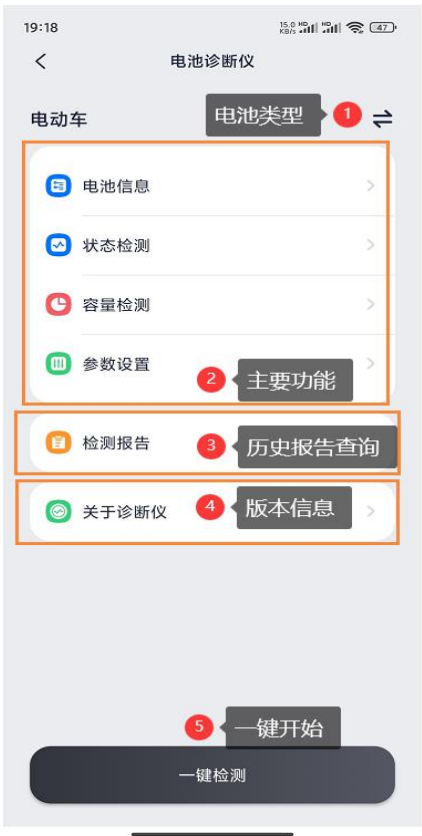 19:18 15.0 KB/s HD HD 47
电池诊断仪
电动车 电池类型 1
电池信息
状态检测
容量检测
参数设置
2 主要功能
检测报告 3 历史报告查询
关于诊断仪 4 版本信息
5 一键开始
一键检测